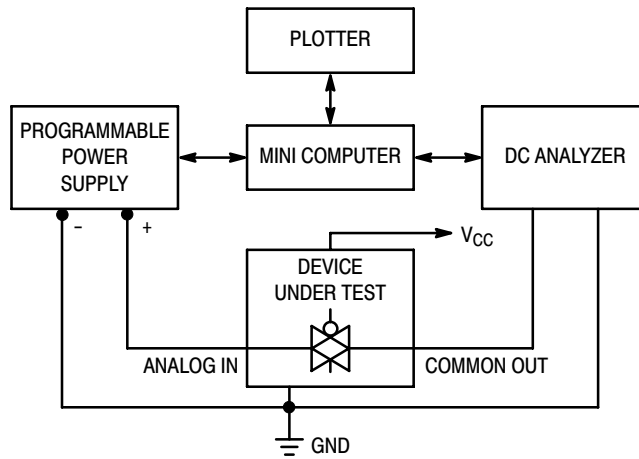 PLOTTER
PROGRAMMABLE
POWER
SUPPLY
MINI COMPUTER
DC ANALYZER
–
+
VCC
DEVICE
UNDER TEST
ANALOG IN
COMMON OUT
GND